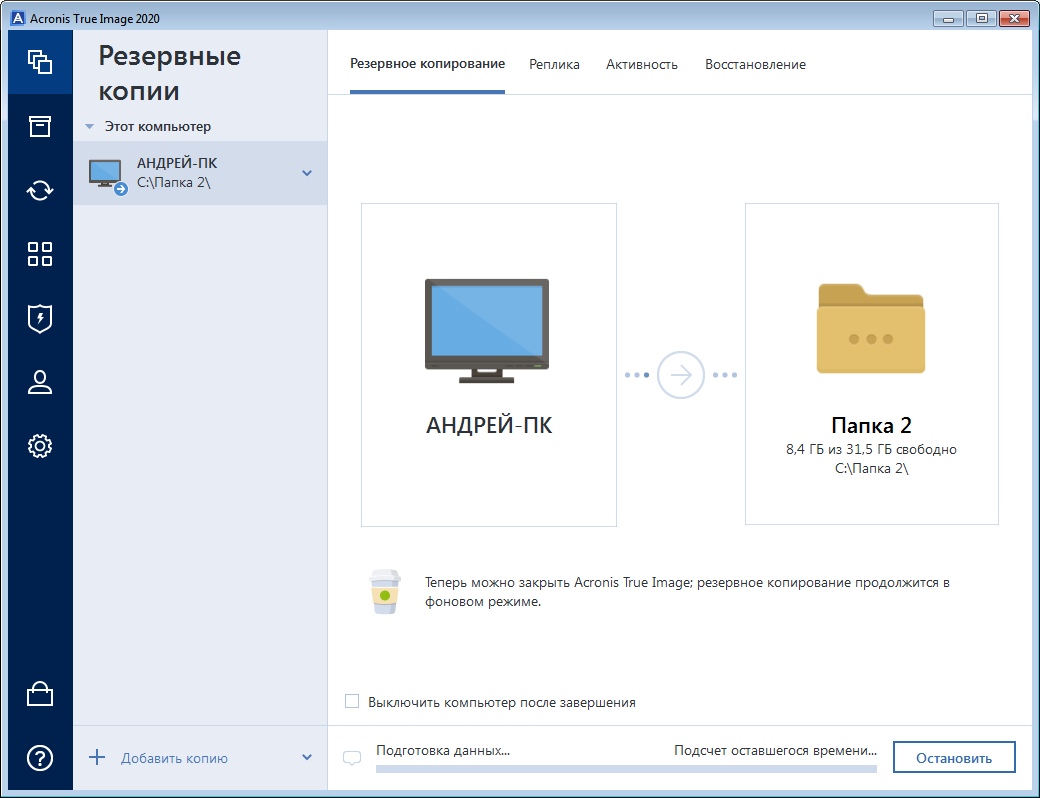 Acronis True Image 2020
Резервные
копии
Этот компьютер
АНДРЕЙ-ПК
C:\Папка 2\
Добавить копию
Резервное копирование
Реплика
Активность
Восстановление
АНДРЕЙ-ПК
Папка 2
8,4 ГБ из 31,5 ГБ свободно
C:\Папка 2\
Теперь можно закрыть Acronis True Image; резервное копирование продолжится в
фоновом режиме.
Выключить компьютер после завершения
Подготовка данных...
Подсчет оставшегося времени...
Остановить